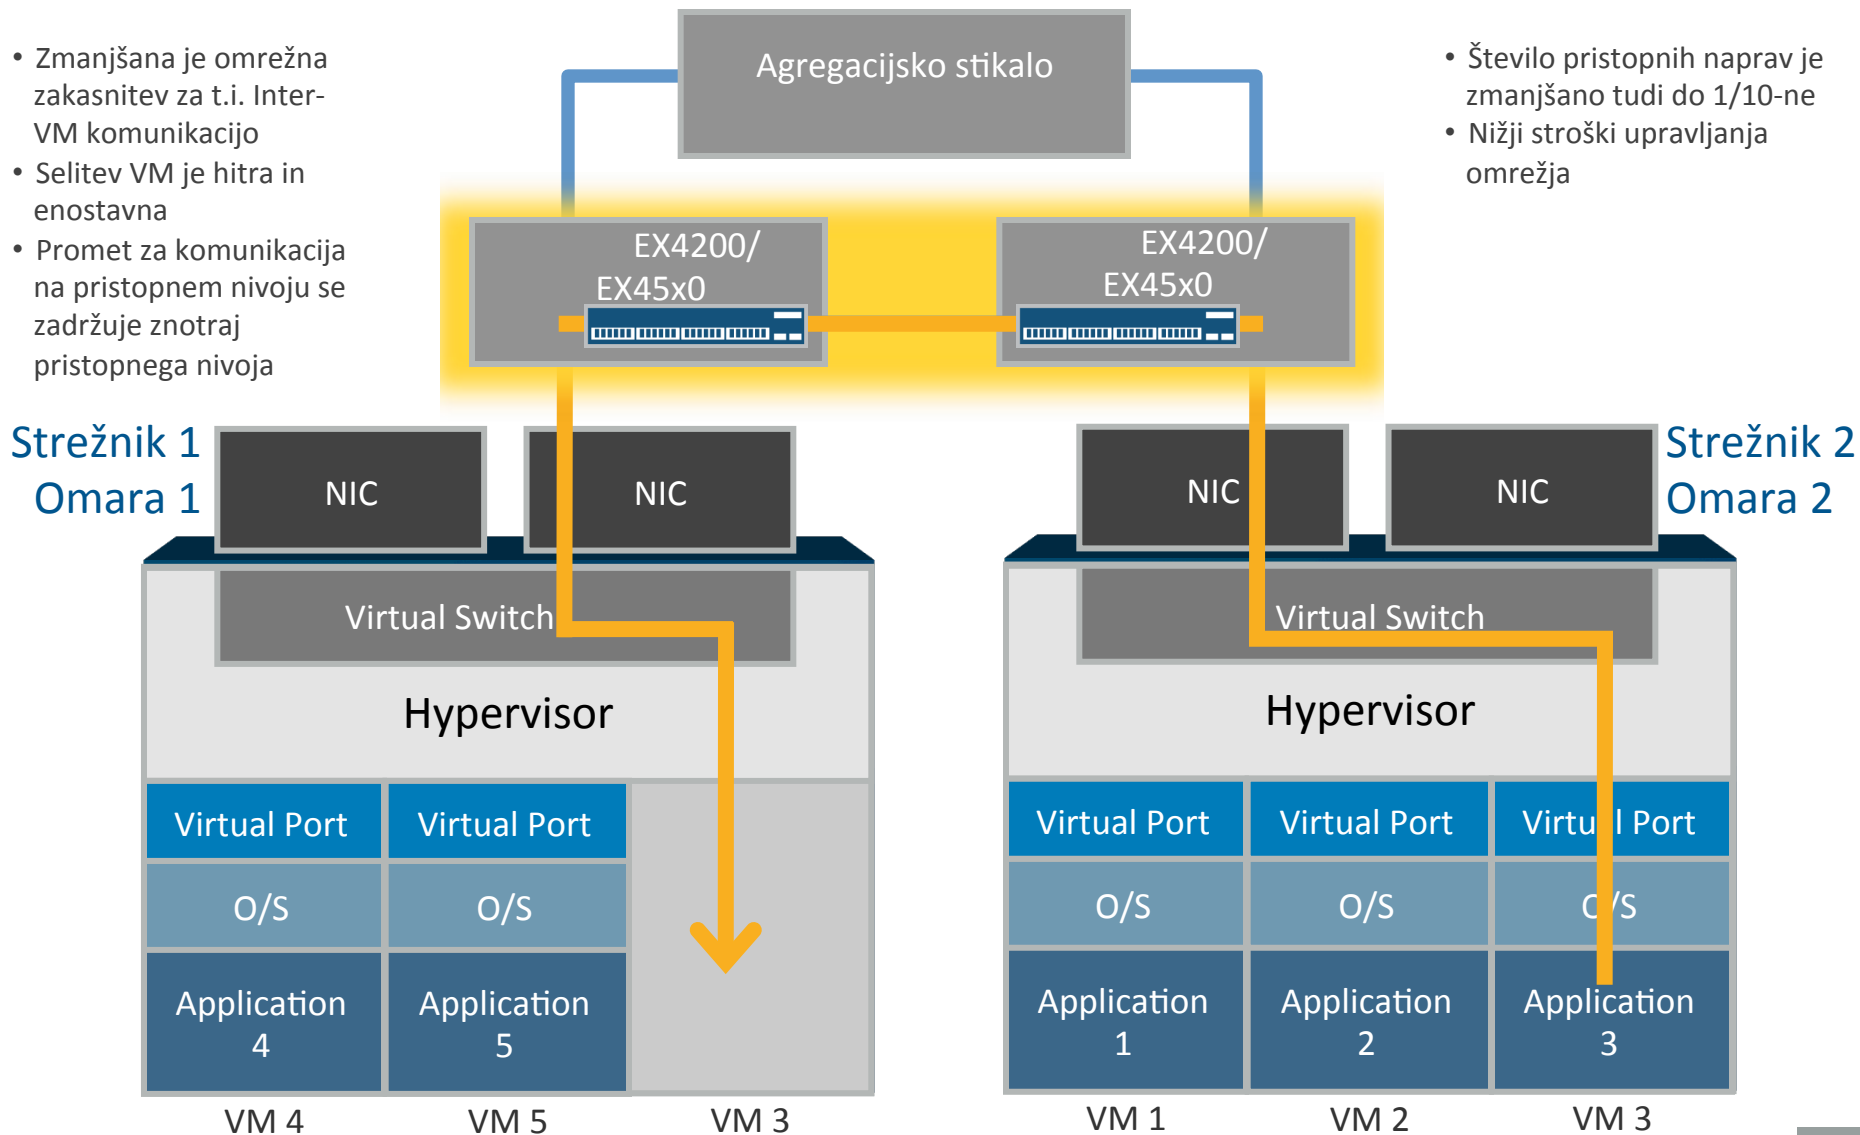 • Zmanjšana je omrežna
zakasnitev za t.i. Inter-
VM komunikacijo
• Selitev VM je hitra in
enostavna
• Promet za komunikacija
na pristopnem nivoju se
zadržuje znotraj
pristopnega nivoja
Agregacijsko stikalo
• Število pristopnih naprav je
zmanjšano tudi do 1/10-ne
• Nižji stroški upravljanja
omrežja
EX4200/
EX45x0
EX4200/
EX45x0
Strežnik 1
Omara 1
NIC
NIC
NIC
NIC
Strežnik 2
Omara 2
Virtual Switch
Virtual Switch
Hypervisor
Hypervisor
Virtual Port
Virtual Port
Virtual Port
Virtual Port
Virtual Port
O/S
O/S
O/S
O/S
O/S
Application
4
Application
5
Application
1
Application
2
Application
3
VM 4
VM 5
VM 3
VM 1
VM 2
VM 3